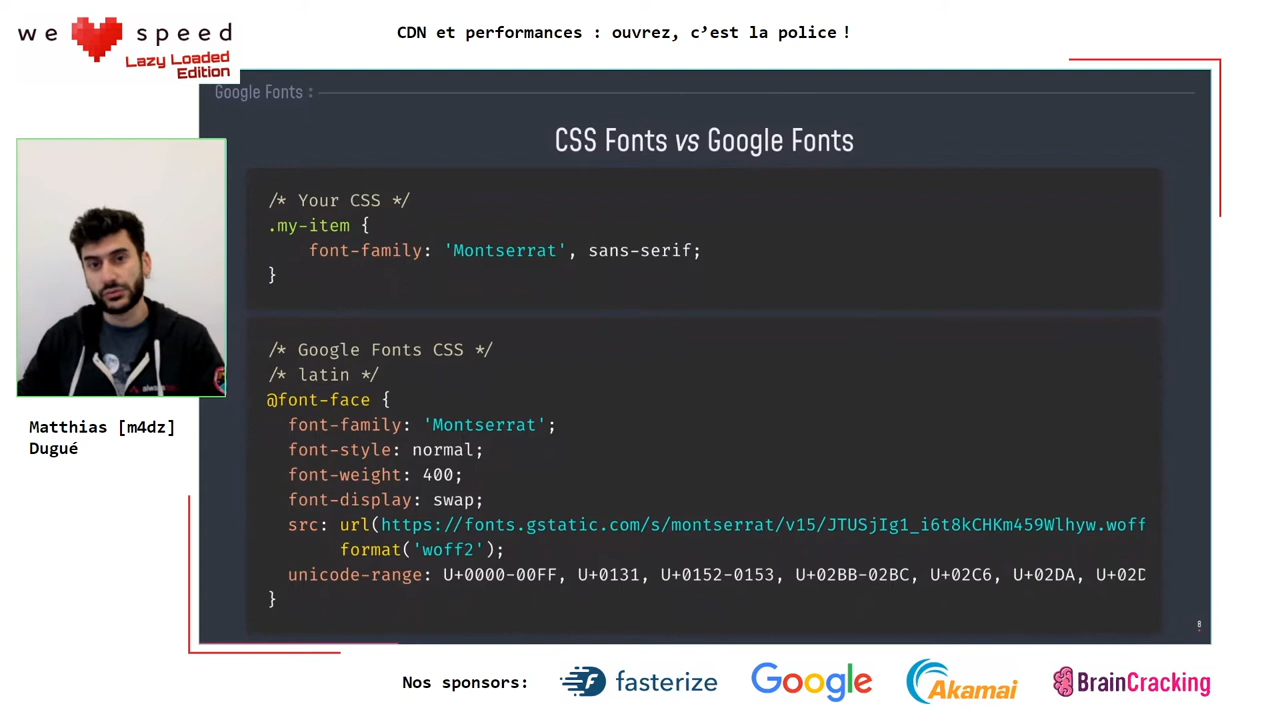 we speed
Lazy Loaded
Edition
CDN et performances : ouvrez, c’est la police !
Google Fonts :
CSS Fonts vs Google Fonts
/* Your CSS */
.my-item {
font-family: 'Montserrat', sans-serif;
}
/* Google Fonts CSS */
/* latin */
@font-face {
font-family: 'Montserrat';
font-style: normal;
font-weight: 400;
font-display: swap;
src: url(https://fonts.gstatic.com/s/montserrat/v15/JTUSjIg1_i6t8kCHKm459Wlhyw.woff
format('woff2');
unicode-range: U+0000-00FF, U+0131, U+0152-0153, U+02BB-02BC, U+02C6, U+02DA, U+02D
}
8
Matthias [m4dz]
Dugué
Nos sponsors:
F fasterize
Google
Akamai
BrainCracking